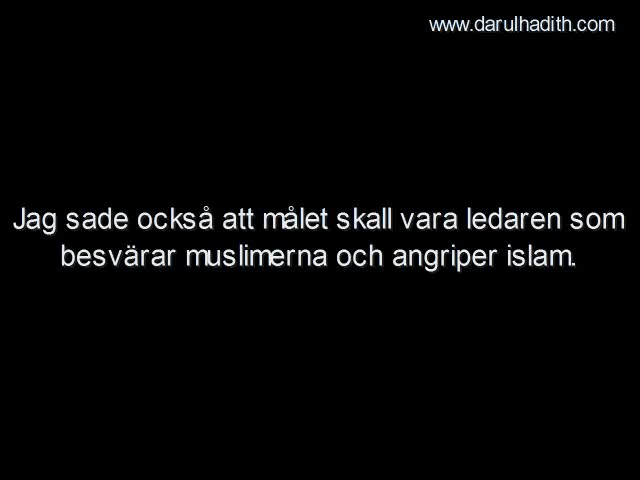 www.darulhadith.com
Jag sade också att målet skall vara ledaren som
besvärar muslimerna och angriper islam.